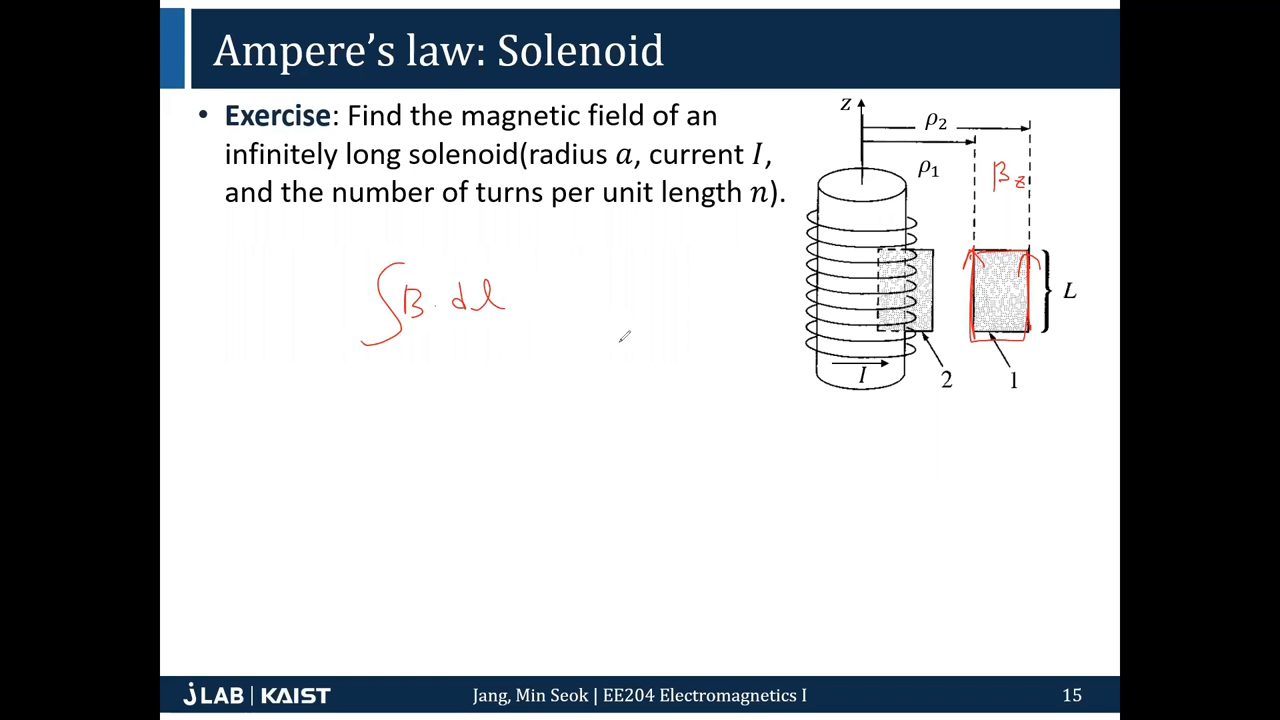 Ampere’s law: Solenoid
• Exercise: Find the magnetic field of an
infinitely long solenoid(radius a, current I,
and the number of turns per unit length n).
z
ρ₂
ρ₁
B_z
∫B · dl
L
I
2
1
jLAB | KAIST
Jang, Min Seok | EE204 Electromagnetics I
15